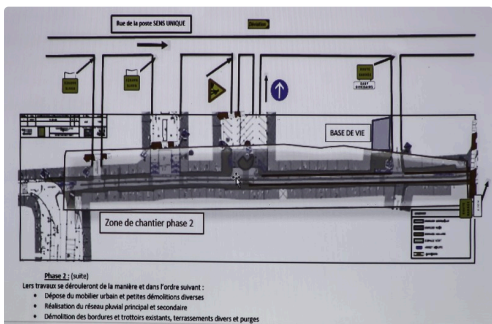 Rue de la poste SENS UNIQUE
BASE DE VIE
Zone de chantier phase 2
Phase 2 : (suite)
Lers travaux se dérouleront de la manière et dans l'ordre suivant :
• Dépose du mobilier urbain et petites démolitions diverses
• Réalisation du réseau pluvial principal et secondaire
• Démolition des bordures et trottoirs existants, terrassements divers et purges